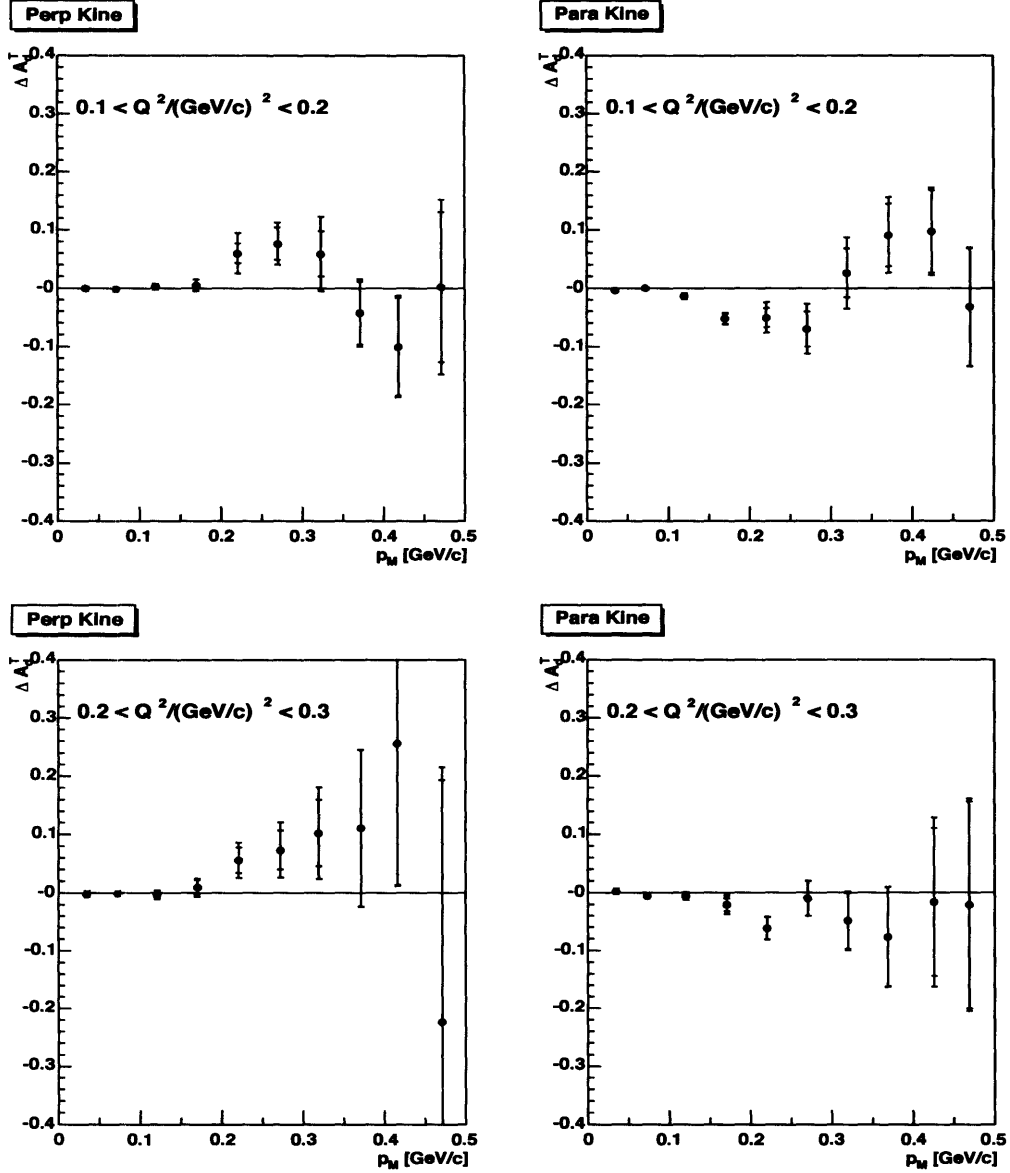 Perp Kine
Δ A_d^T
0.4
0.3
0.2
0.1
-0
-0.1
-0.2
-0.3
-0.4
0.1 < Q ²/(GeV/c) ² < 0.2
0 0.1 0.2 0.3 0.4 0.5
p_M [GeV/c]
Para Kine
Δ A_d^T
0.4
0.3
0.2
0.1
-0
-0.1
-0.2
-0.3
-0.4
0.1 < Q ²/(GeV/c) ² < 0.2
0 0.1 0.2 0.3 0.4 0.5
p_M [GeV/c]
Perp Kine
Δ A_d^T
0.4
0.3
0.2
0.1
-0
-0.1
-0.2
-0.3
-0.4
0.2 < Q ²/(GeV/c) ² < 0.3
0 0.1 0.2 0.3 0.4 0.5
p_M [GeV/c]
Para Kine
Δ A_d^T
0.4
0.3
0.2
0.1
-0
-0.1
-0.2
-0.3
-0.4
0.2 < Q ²/(GeV/c) ² < 0.3
0 0.1 0.2 0.3 0.4 0.5
p_M [GeV/c]